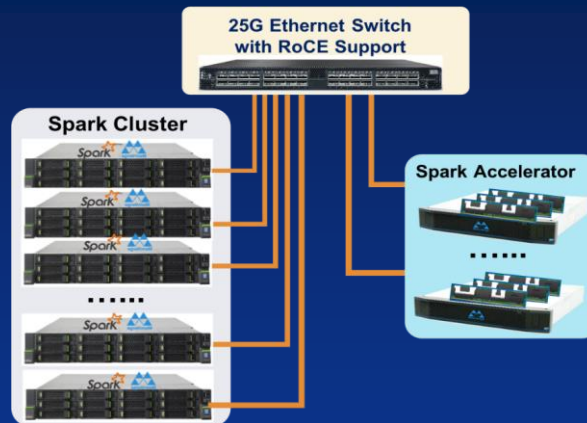 25G Ethernet Switch
with RoCE Support
Spark Cluster
Spark
Spark
Spark
......
Spark
Spark
Spark Accelerator
......